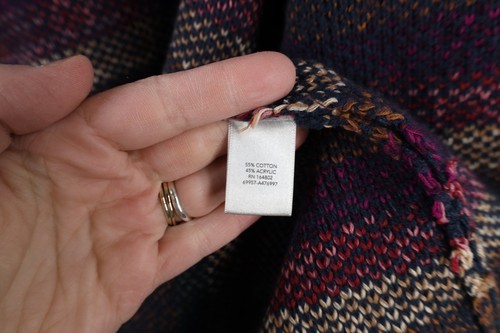 55% COTTON
45% ACRYLIC
RN 164802
69957-A476997